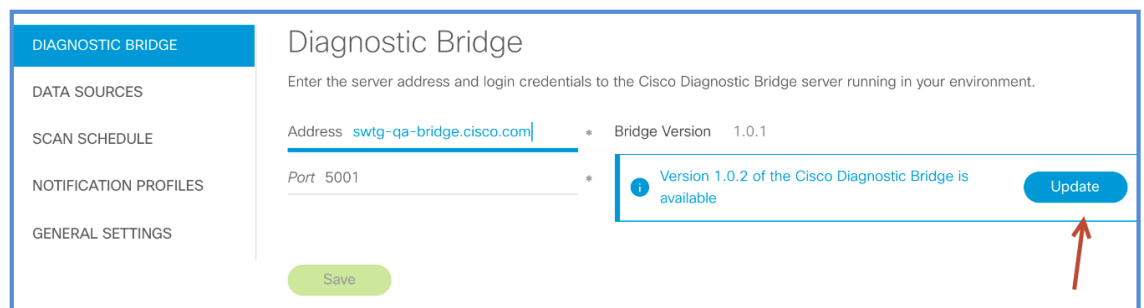 DIAGNOSTIC BRIDGE
DATA SOURCES
SCAN SCHEDULE
NOTIFICATION PROFILES
GENERAL SETTINGS
Diagnostic Bridge
Enter the server address and login credentials to the Cisco Diagnostic Bridge server running in your environment.
Address swtg-qa-bridge.cisco.com *
Bridge Version 1.0.1
Port 5001 *
i Version 1.0.2 of the Cisco Diagnostic Bridge is
available
Update
Save